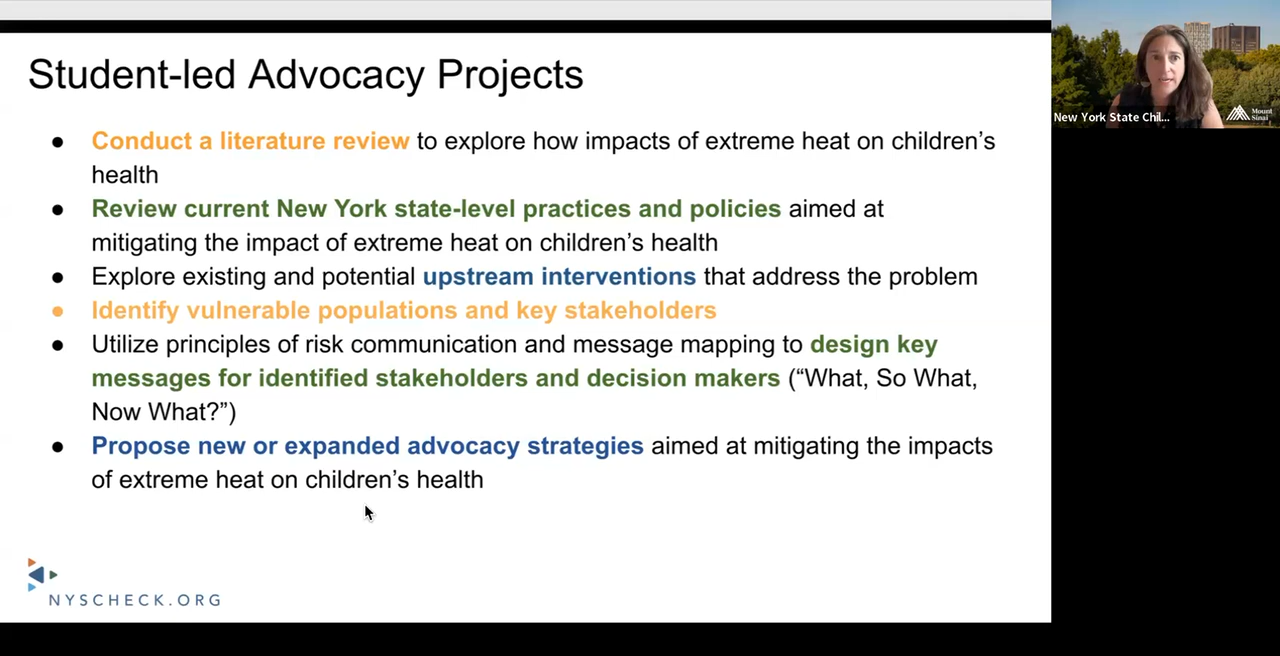 Student-led Advocacy Projects
● Conduct a literature review to explore how impacts of extreme heat on children’s
health
● Review current New York state-level practices and policies aimed at
mitigating the impact of extreme heat on children’s health
● Explore existing and potential upstream interventions that address the problem
● Identify vulnerable populations and key stakeholders
● Utilize principles of risk communication and message mapping to design key
messages for identified stakeholders and decision makers (“What, So What,
Now What?”)
● Propose new or expanded advocacy strategies aimed at mitigating the impacts
of extreme heat on children’s health
NYSCHECK.ORG
New York State Chil...
Mount
Sinai